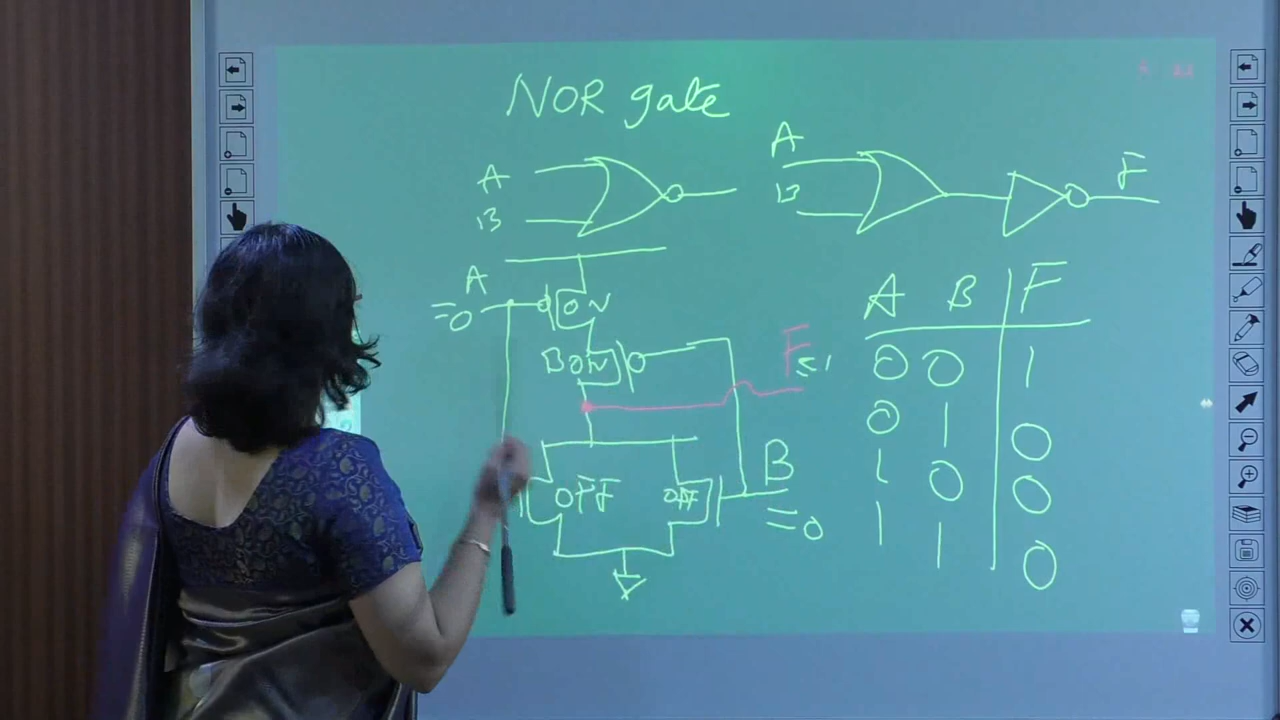 NOR gate
A
B
A
B
F
A
=0
ON
B ON
F = 1
OFF
OFF
B
=0
A B F
0 0 1
0 1 0
1 0 0
1 1 0